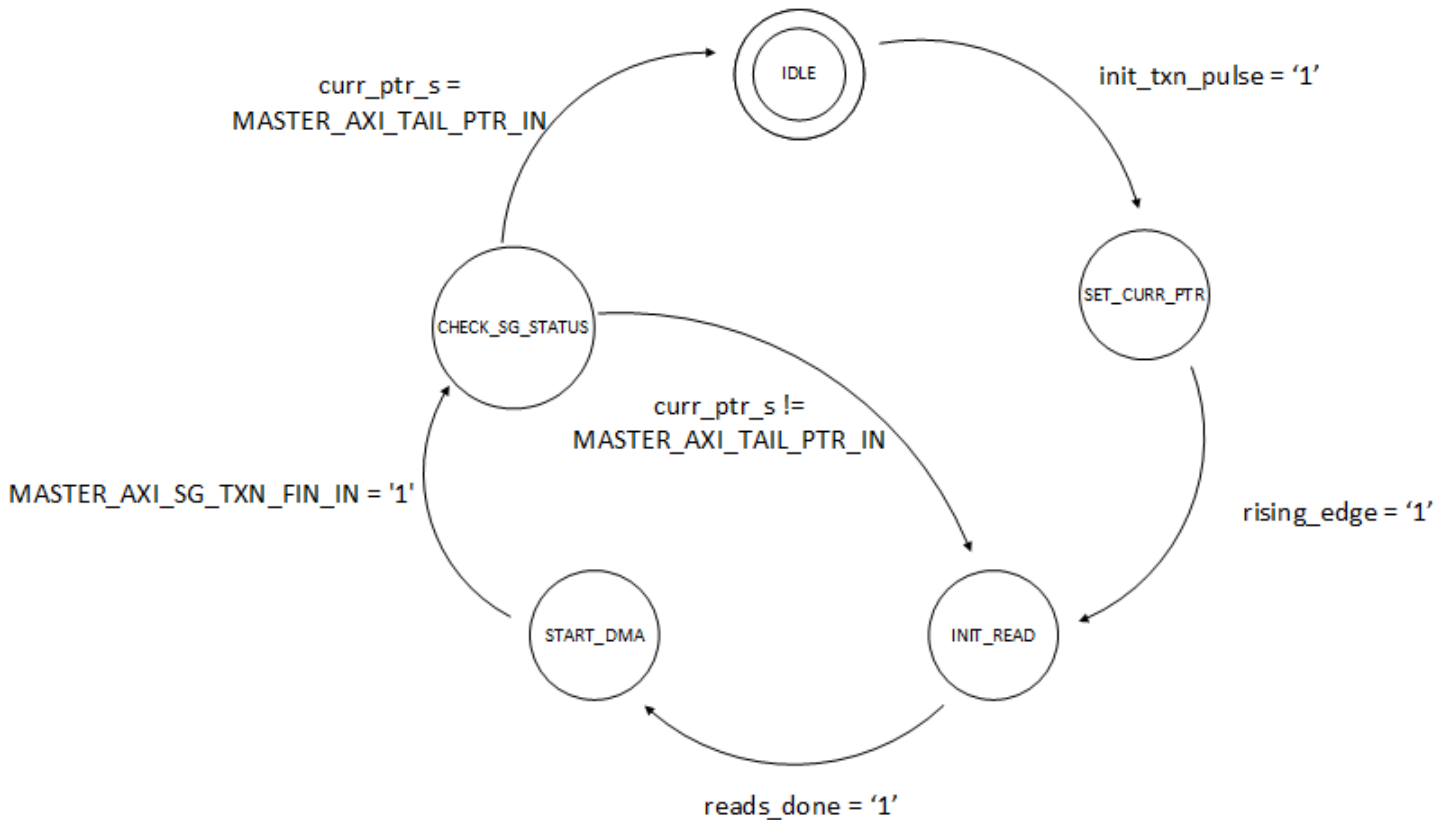 IDLE
init_txn_pulse = ‘1’
curr_ptr_s =
MASTER_AXI_TAIL_PTR_IN
SET_CURR_PTR
CHECK_SG_STATUS
curr_ptr_s !=
MASTER_AXI_TAIL_PTR_IN
MASTER_AXI_SG_TXN_FIN_IN = '1'
rising_edge = ‘1’
START_DMA
INIT_READ
reads_done = ‘1’